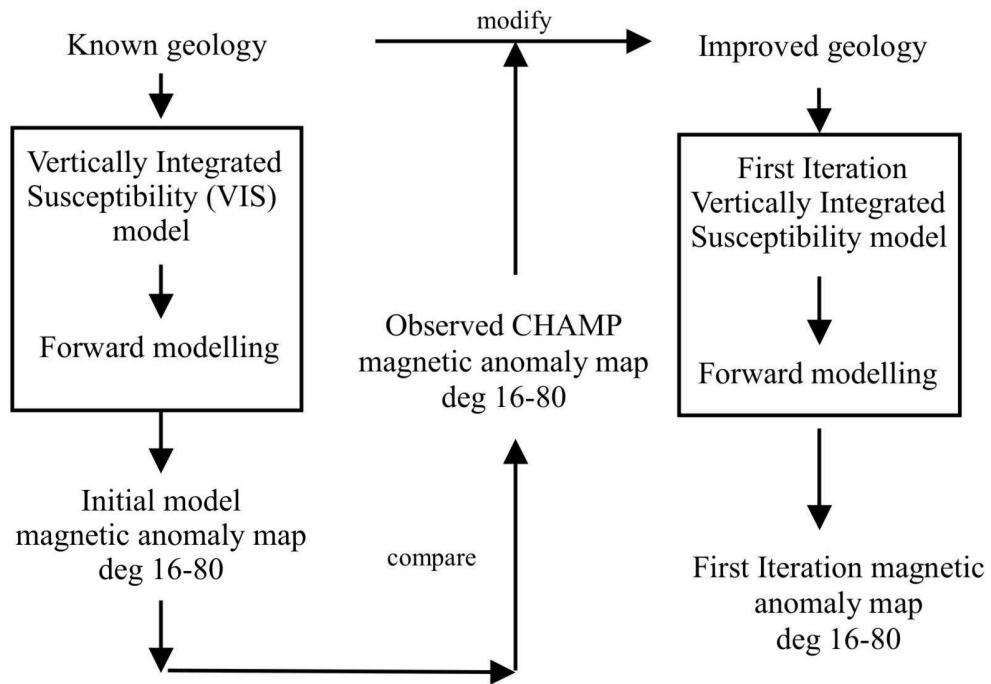 Known geology
Vertically Integrated
Susceptibility (VIS)
model
Forward modelling
Initial model
magnetic anomaly map
deg 16-80
compare
Observed CHAMP
magnetic anomaly map
deg 16-80
modify
Improved geology
First Iteration
Vertically Integrated
Susceptibility model
Forward modelling
First Iteration magnetic
anomaly map
deg 16-80